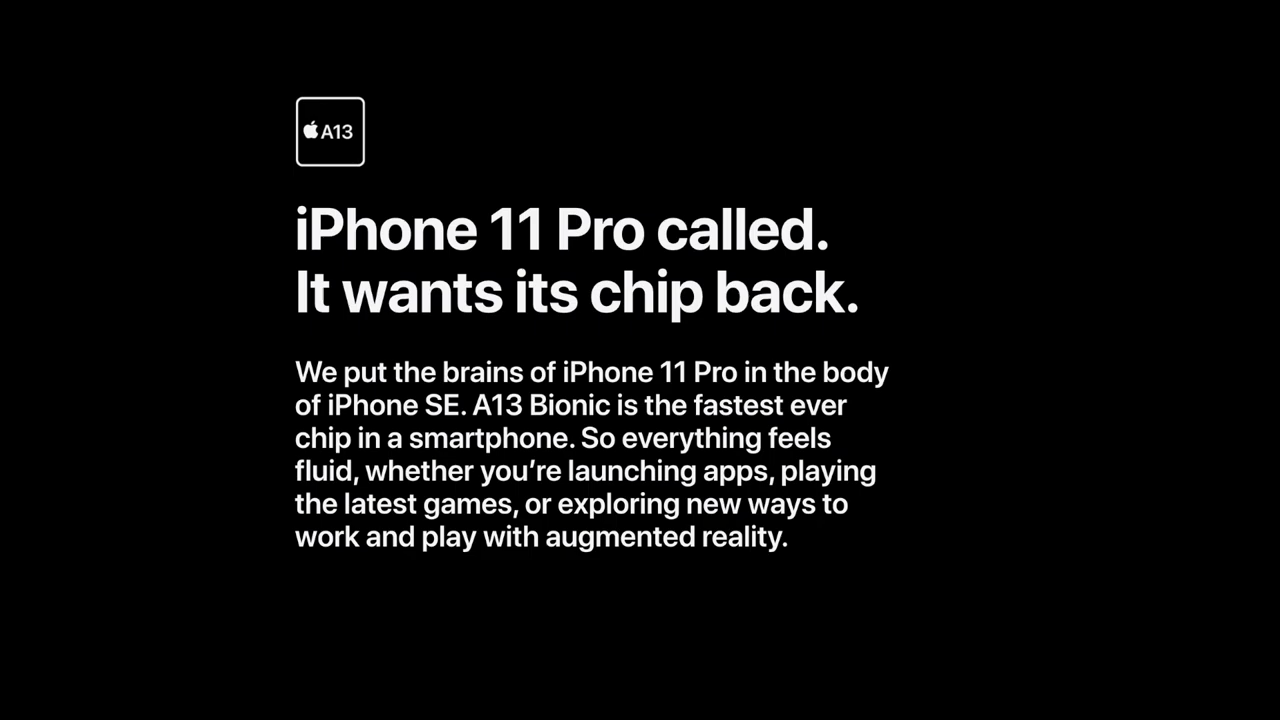 A13
iPhone 11 Pro called.
It wants its chip back.
We put the brains of iPhone 11 Pro in the body
of iPhone SE. A13 Bionic is the fastest ever
chip in a smartphone. So everything feels
fluid, whether you’re launching apps, playing
the latest games, or exploring new ways to
work and play with augmented reality.